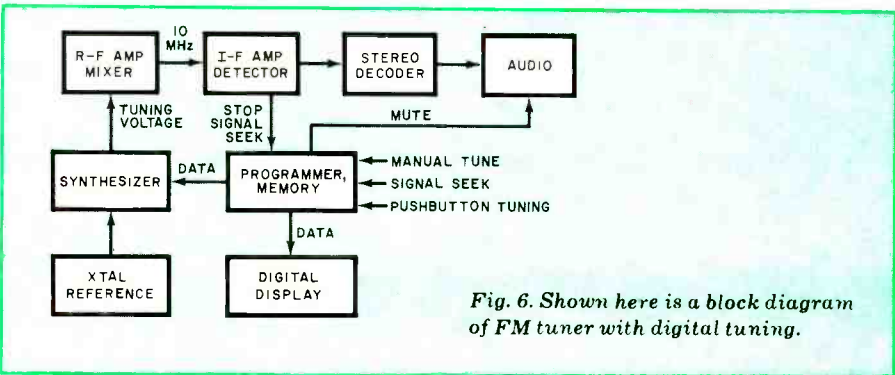 10
MHz
R-F AMP
MIXER
I-F AMP
DETECTOR
STEREO
DECODER
AUDIO
TUNING
VOLTAGE
STOP
SIGNAL
SEEK
MUTE
SYNTHESIZER
DATA
PROGRAMMER,
MEMORY
MANUAL TUNE
SIGNAL SEEK
PUSHBUTTON TUNING
DATA
XTAL
REFERENCE
DIGITAL
DISPLAY
Fig. 6. Shown here is a block diagram
of FM tuner with digital tuning.